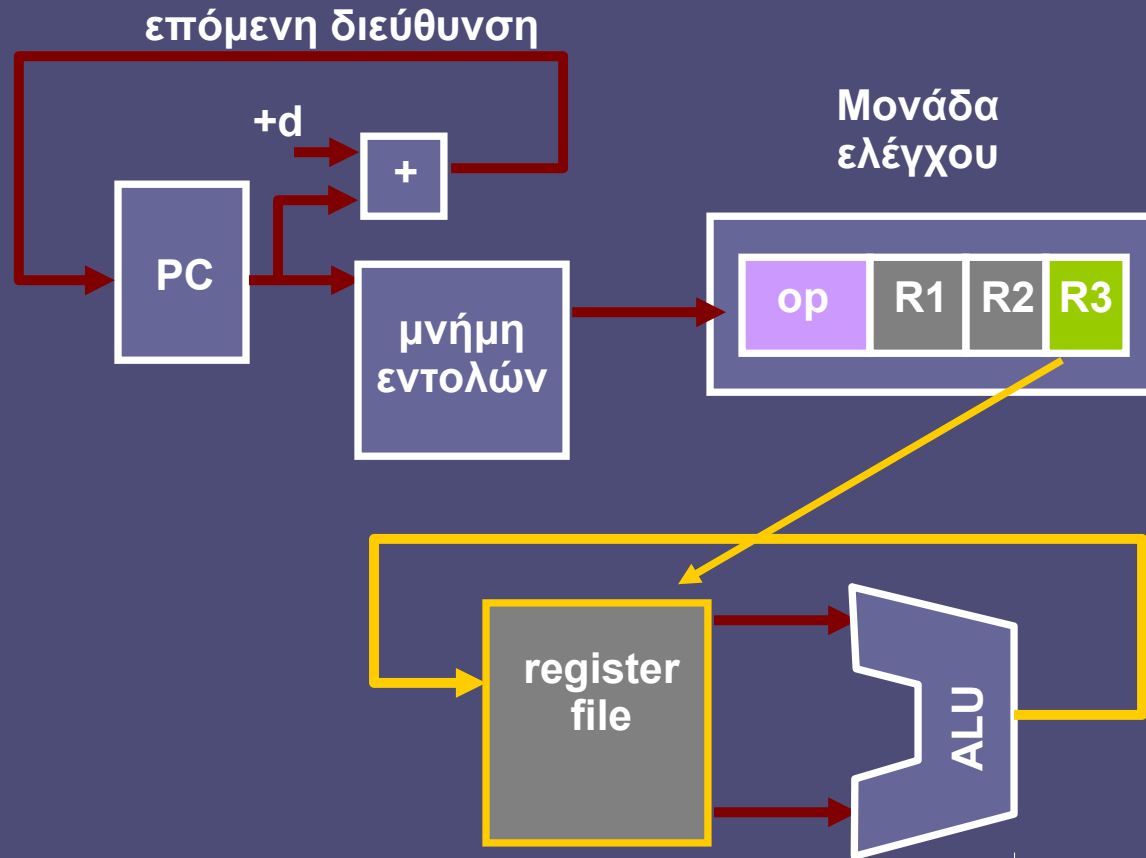 επόμενη διεύθυνση
+d
+
Μονάδα
ελέγχου
PC
μνήμη
εντολών
op R1 R2 R3
register
file
ALU